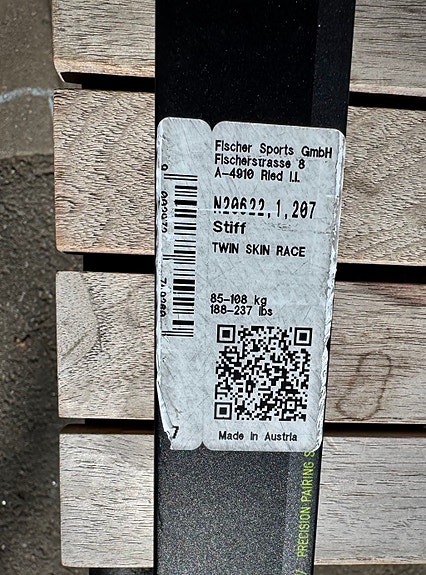 Fischer Sports GmbH
Fischerstrasse 8
A-4910 Ried I.I.
N20622,1,207
Stiff
TWIN SKIN RACE
85-108 kg
188-237 lbs
Made in Austria
7
PRECISION PAIRING S